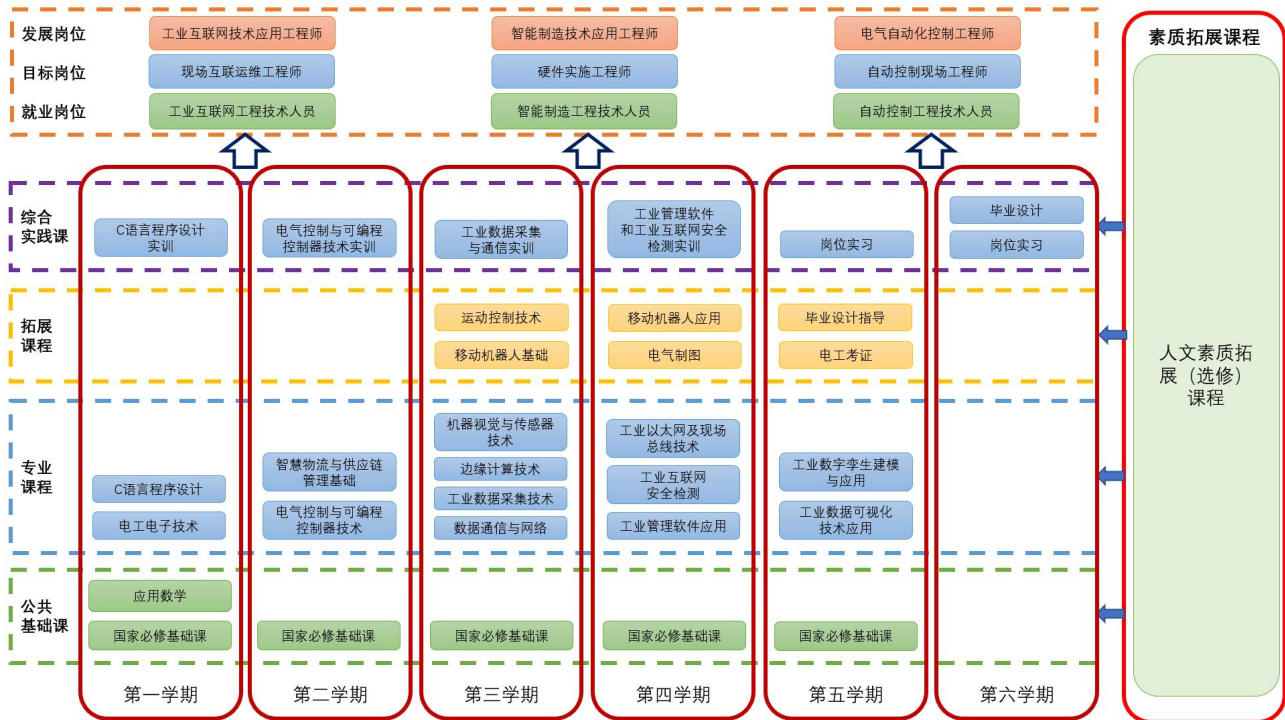 发展岗位
工业互联网技术应用工程师
智能制造技术应用工程师
电气自动化控制工程师
目标岗位
现场互联运维工程师
硬件实施工程师
自动控制现场工程师
就业岗位
工业互联网工程技术人员
智能制造工程技术人员
自动控制工程技术人员
素质拓展课程
人文素质拓
展（选修）
课程
综合
实践课
C语言程序设计
实训
电气控制与可编程
控制器技术实训
工业数据采集
与通信实训
工业管理软件
和工业互联网安全
检测实训
岗位实习
毕业设计
岗位实习
拓展
课程
运动控制技术
移动机器人基础
移动机器人应用
电气制图
毕业设计指导
电工考证
专业
课程
C语言程序设计
电工电子技术
智慧物流与供应链
管理基础
电气控制与可编程
控制器技术
机器视觉与传感器
技术
边缘计算技术
工业数据采集技术
数据通信与网络
工业以太网及现场
总线技术
工业互联网
安全检测
工业管理软件应用
工业数字孪生建模
与应用
工业数据可视化
技术应用
公共
基础课
应用数学
国家必修基础课
国家必修基础课
国家必修基础课
国家必修基础课
国家必修基础课
第一学期
第二学期
第三学期
第四学期
第五学期
第六学期